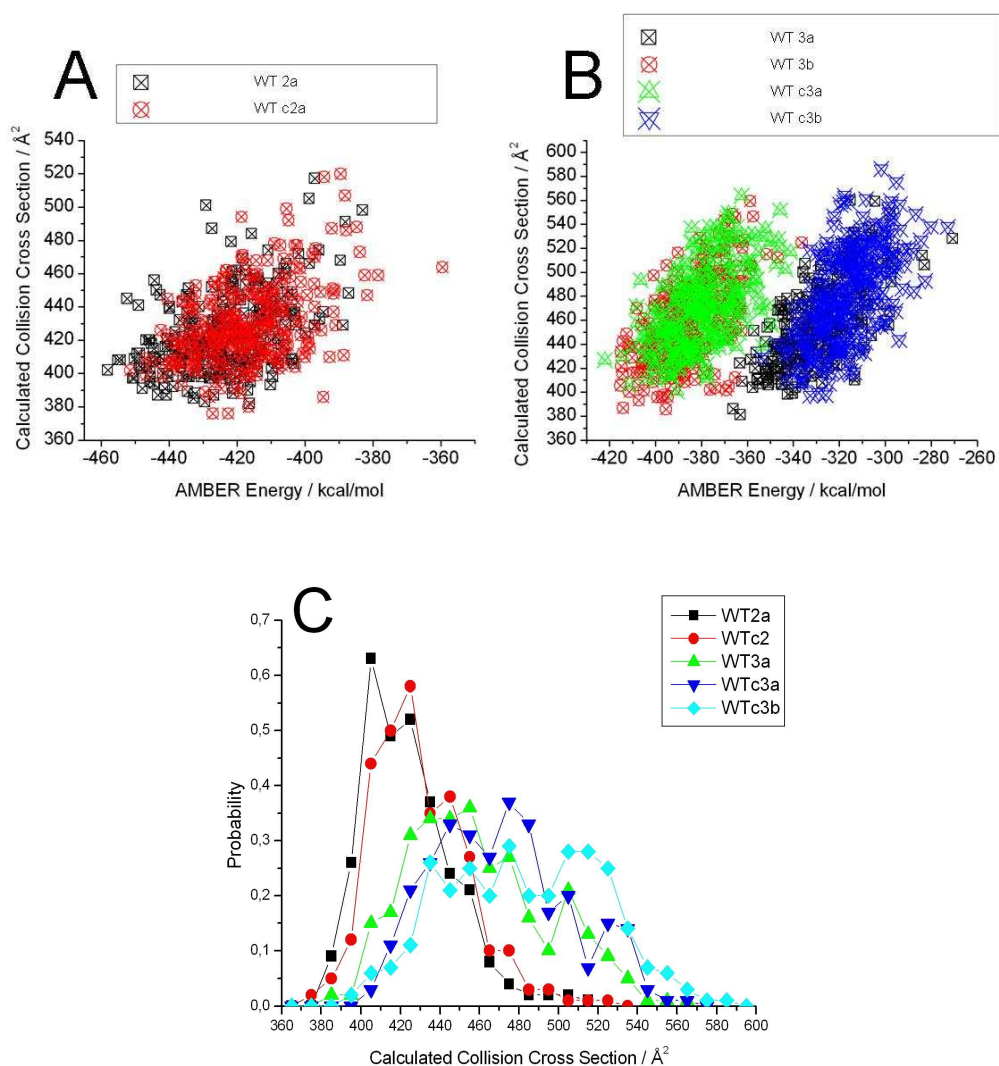 A
WT 2a
WT c2a
Calculated Collision Cross Section / Å²
540
520
500
480
460
440
420
400
380
360
-460 -440 -420 -400 -380 -360
AMBER Energy / kcal/mol
B
WT 3a
WT 3b
WT c3a
WT c3b
Calculated Collision Cross Section / Å²
600
580
560
540
520
500
480
460
440
420
400
380
360
-420 -400 -380 -360 -340 -320 -300 -280 -260
AMBER Energy / kcal/mol
C
WT2a
WTc2
WT3a
WTc3a
WTc3b
Probability
0,7
0,6
0,5
0,4
0,3
0,2
0,1
0,0
360 380 400 420 440 460 480 500 520 540 560 580 600
Calculated Collision Cross Section / Å²